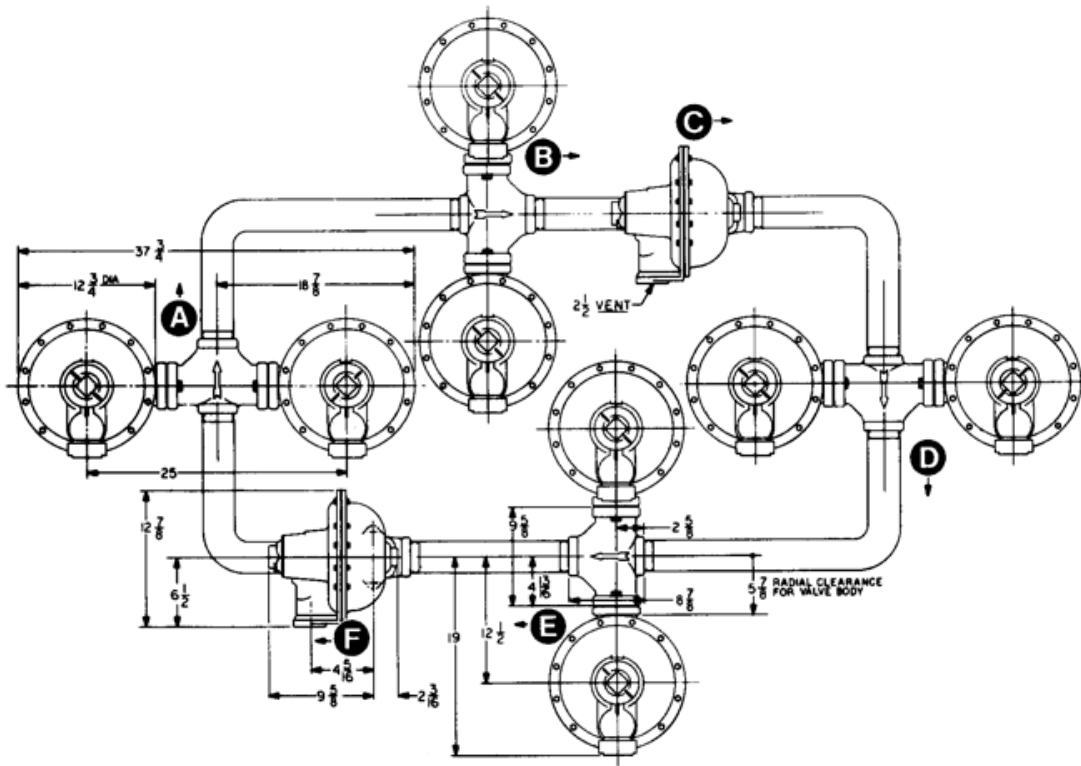 C
B
37 3/4
12 3/4 DIA
18 7/8
A
2 1/2 VENT
25
D
12 7/8
6 1/2
9 5/8
2 5/8
4 13/16
8 7/8
5 7/8 RADIAL CLEARANCE
FOR VALVE BODY
E
F
19
12 1/2
4 5/16
9 5/8
2 3/16